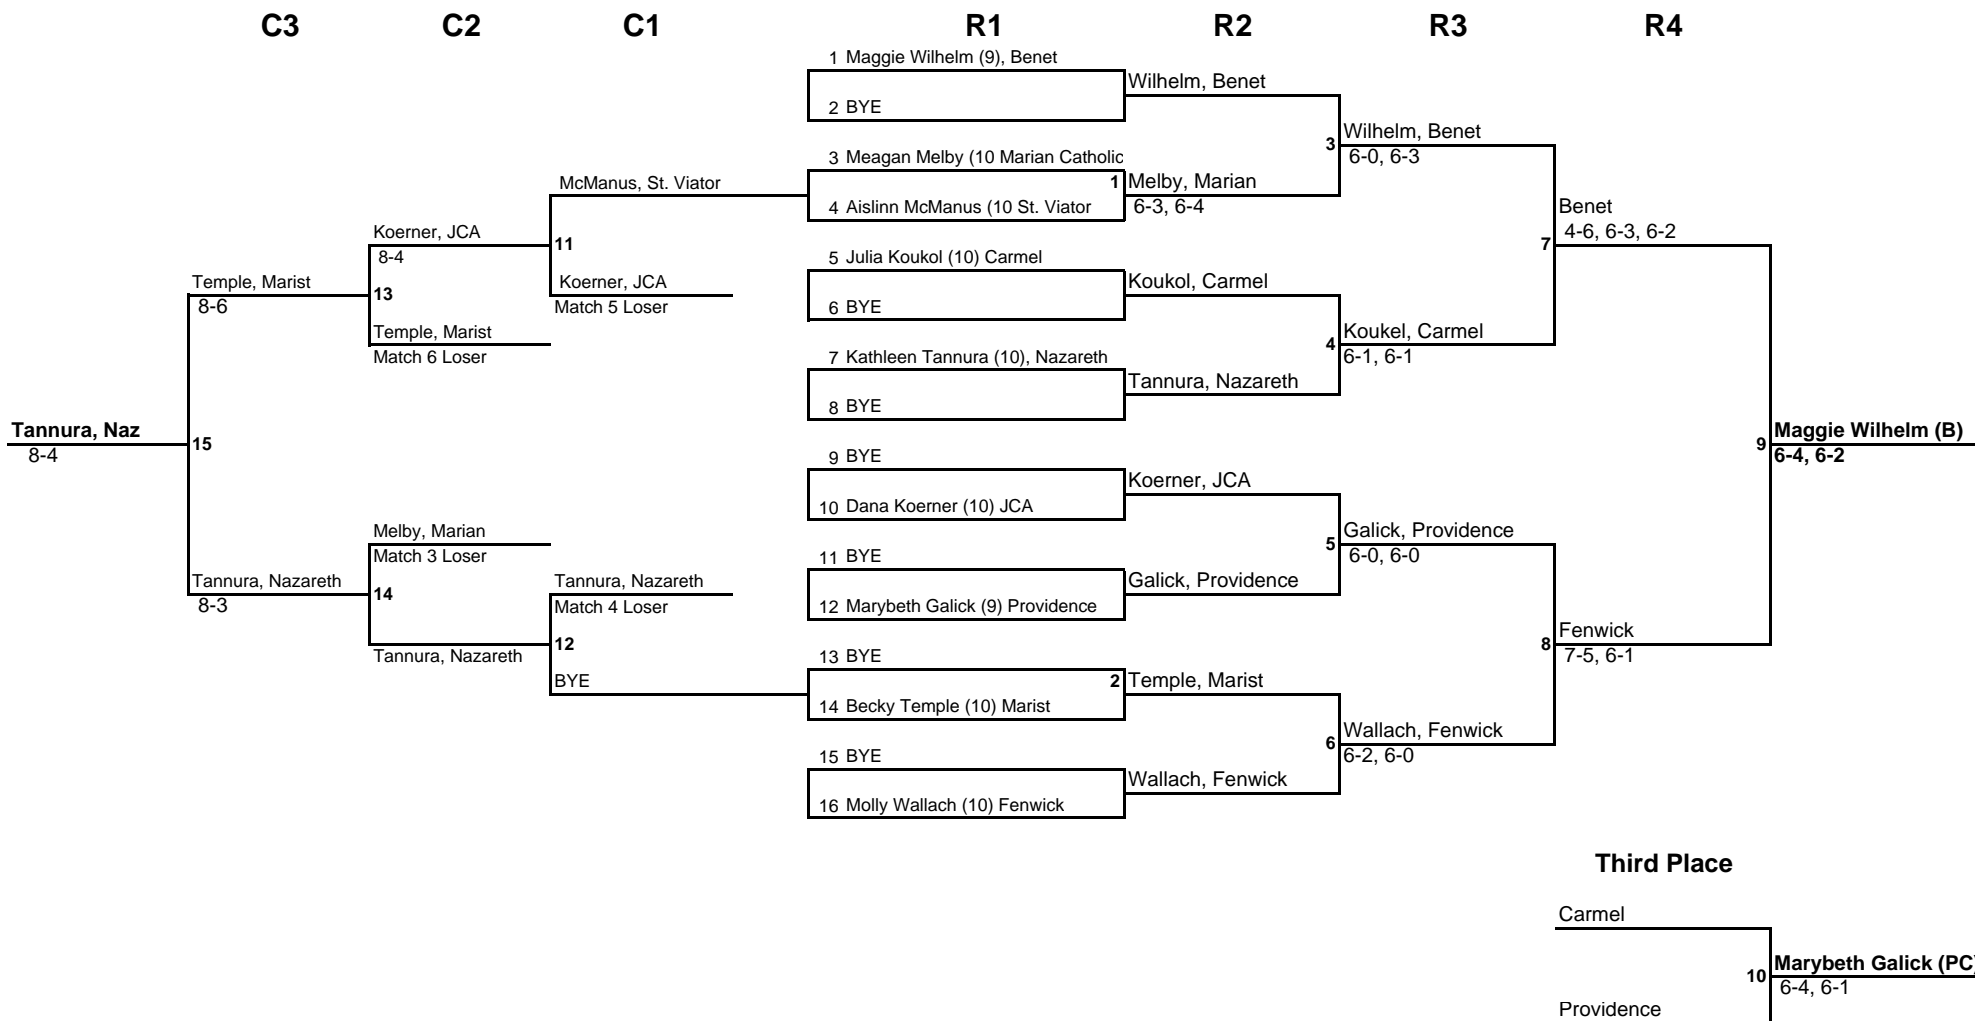 C3 C2 C1 R1 R2 R3 R4
1 Maggie Wilhelm (9), Benet
Wilhelm, Benet
2 BYE
3 Wilhelm, Benet
6-0, 6-3
3 Meagan Melby (10 Marian Catholic
McManus, St. Viator
1 Melby, Marian
6-3, 6-4
4 Aislinn McManus (10 St. Viator
Benet
4-6, 6-3, 6-2
7
Koerner, JCA
8-4
11
5 Julia Koukol (10) Carmel
Temple, Marist
8-6
13
Koerner, JCA
Match 5 Loser
Koukol, Carmel
6 BYE
Temple, Marist
Match 6 Loser
4 Koukel, Carmel
6-1, 6-1
7 Kathleen Tannura (10), Nazareth
Tannura, Nazareth
8 BYE
Tannura, Naz
8-4
15
9 Maggie Wilhelm (B)
6-4, 6-2
9 BYE
Koerner, JCA
10 Dana Koerner (10) JCA
Melby, Marian
Match 3 Loser
5 Galick, Providence
6-0, 6-0
11 BYE
Tannura, Nazareth
8-3
14
Tannura, Nazareth
Match 4 Loser
Galick, Providence
12 Marybeth Galick (9) Providence
12
Tannura, Nazareth
Fenwick
7-5, 6-1
8
13 BYE
BYE
2 Temple, Marist
14 Becky Temple (10) Marist
6 Wallach, Fenwick
6-2, 6-0
15 BYE
Wallach, Fenwick
16 Molly Wallach (10) Fenwick
Third Place
Carmel
10 Marybeth Galick (PC)
6-4, 6-1
Providence